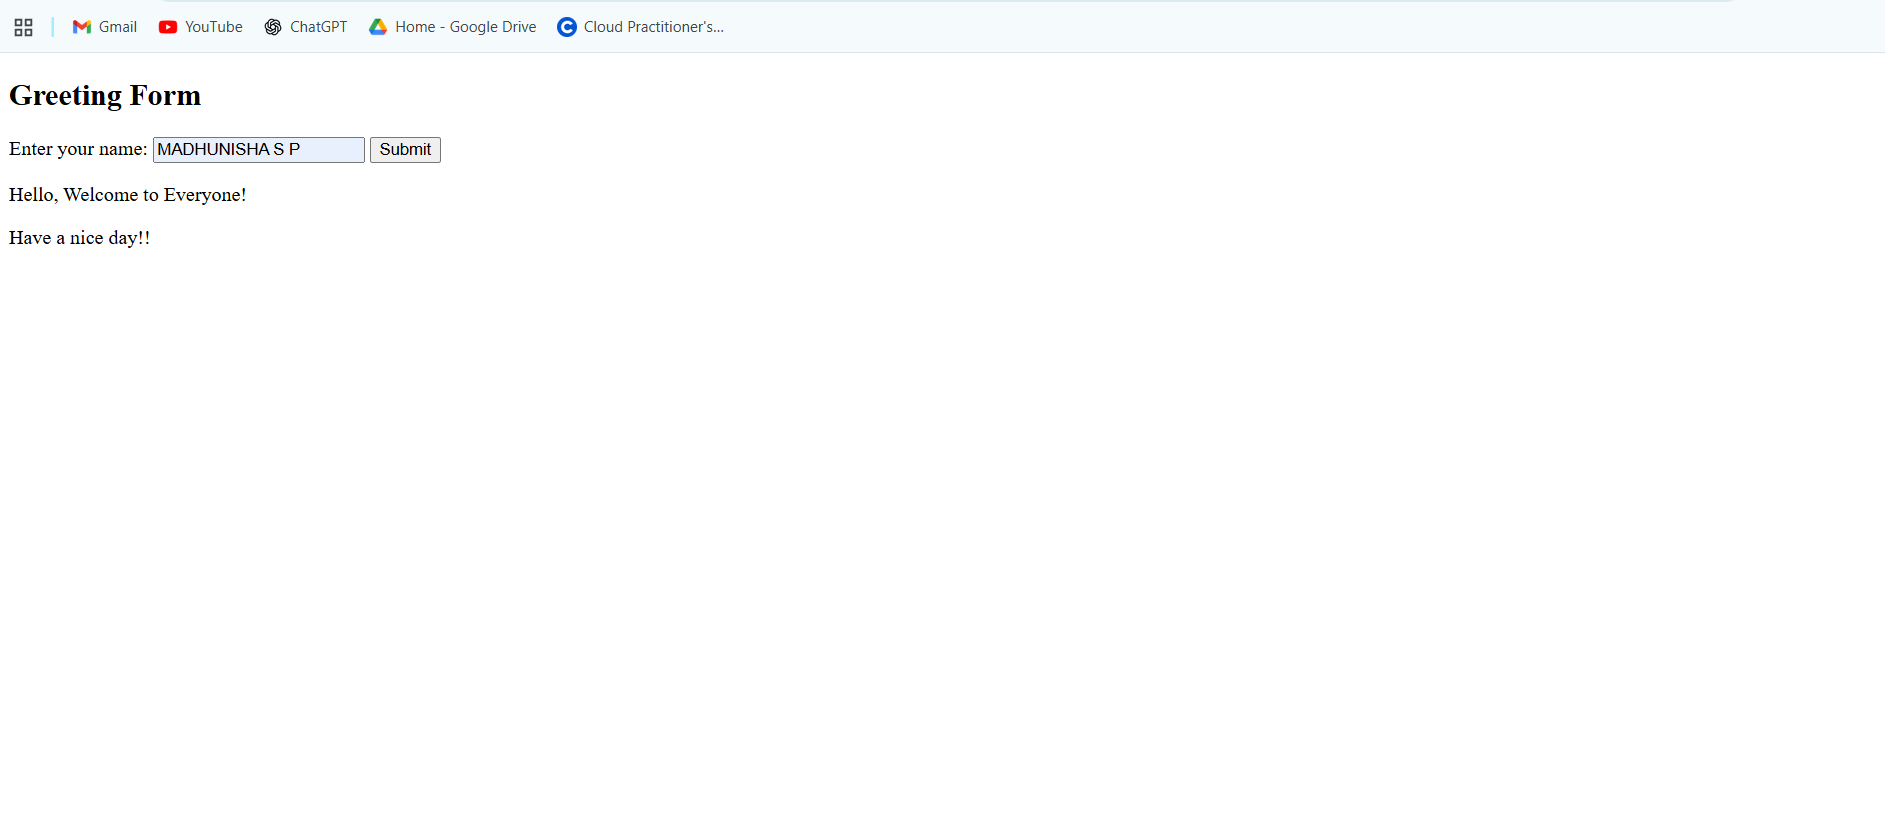 Gmail YouTube ChatGPT Home - Google Drive Cloud Practitioner's...
Greeting Form
Enter your name: MADHUNISHA S P Submit
Hello, Welcome to Everyone!
Have a nice day!!